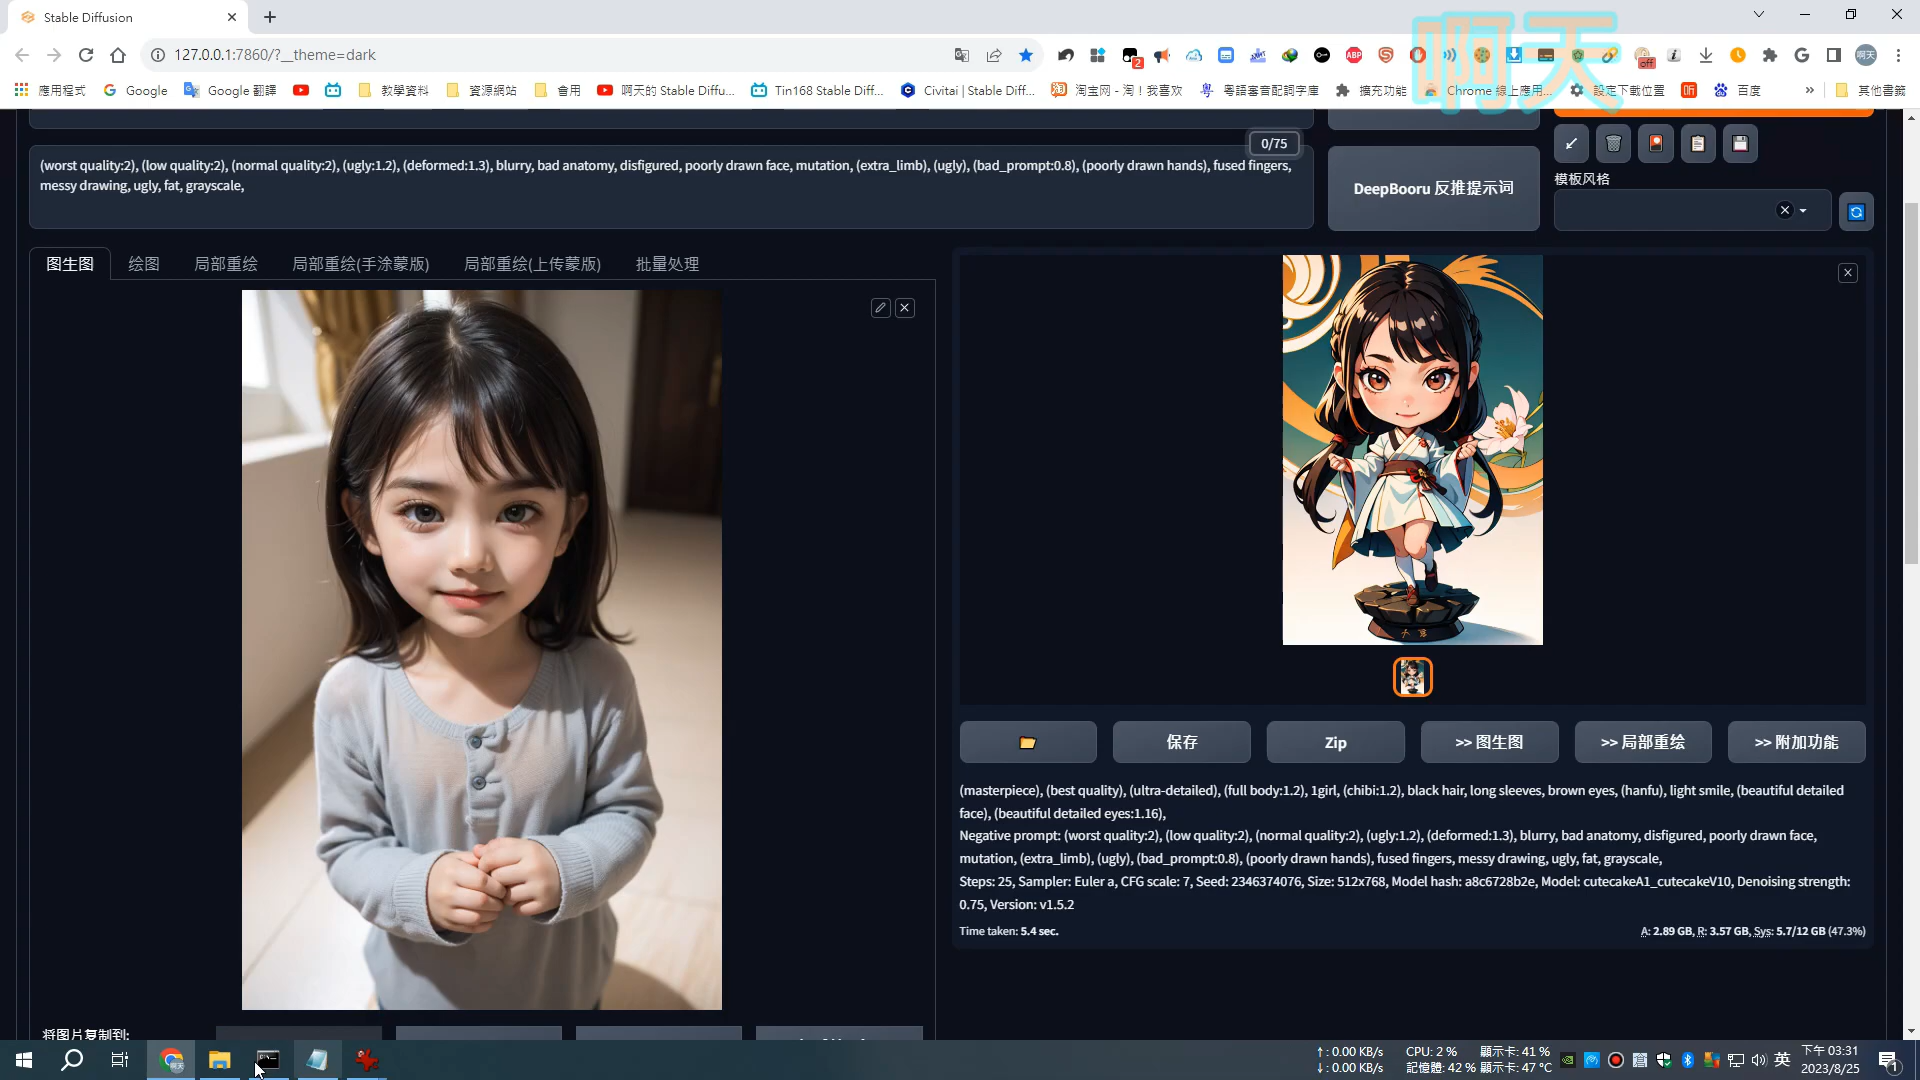 Stable Diffusion
127.0.0.1:7860/?__theme=dark
2
off
啊天
啊天
應用程式
Google
Google 翻譯
教學資料
資源網站
會用
啊天的 Stable Diffu...
Tin168 Stable Diff...
Civitai | Stable Diff...
淘宝网 - 淘！我喜欢
粵語審音配詞字庫
擴充功能
Chrome 線上應用...
設定下載位置
百度
»
其他書籤
0/75
(worst quality:2), (low quality:2), (normal quality:2), (ugly:1.2), (deformed:1.3), blurry, bad anatomy, disfigured, poorly drawn face, mutation, (extra_limb), (ugly), (bad_prompt:0.8), (poorly drawn hands), fused fingers,
messy drawing, ugly, fat, grayscale,
DeepBooru 反推提示词
模板风格
图生图
绘图
局部重绘
局部重绘(手涂蒙版)
局部重绘(上传蒙版)
批量处理
保存
Zip
>> 图生图
>> 局部重绘
>> 附加功能
(masterpiece), (best quality), (ultra-detailed), (full body:1.2), 1girl, (chibi:1.2), black hair, long sleeves, brown eyes, (hanfu), light smile, (beautiful detailed
face), (beautiful detailed eyes:1.16),
Negative prompt: (worst quality:2), (low quality:2), (normal quality:2), (ugly:1.2), (deformed:1.3), blurry, bad anatomy, disfigured, poorly drawn face,
mutation, (extra_limb), (ugly), (bad_prompt:0.8), (poorly drawn hands), fused fingers, messy drawing, ugly, fat, grayscale,
Steps: 25, Sampler: Euler a, CFG scale: 7, Seed: 2346374076, Size: 512x768, Model hash: a8c6728b2e, Model: cutecakeA1_cutecakeV10, Denoising strength:
0.75, Version: v1.5.2
Time taken: 5.4 sec.
A: 2.89 GB, R: 3.57 GB, Sys: 5.7/12 GB (47.3%)
将图片复制到:
↑: 0.00 KB/s
↓: 0.00 KB/s
CPU: 2 %
顯示卡: 41 %
記憶體: 42 %
顯示卡: 47 °C
英
下午 03:31
2023/8/25
1